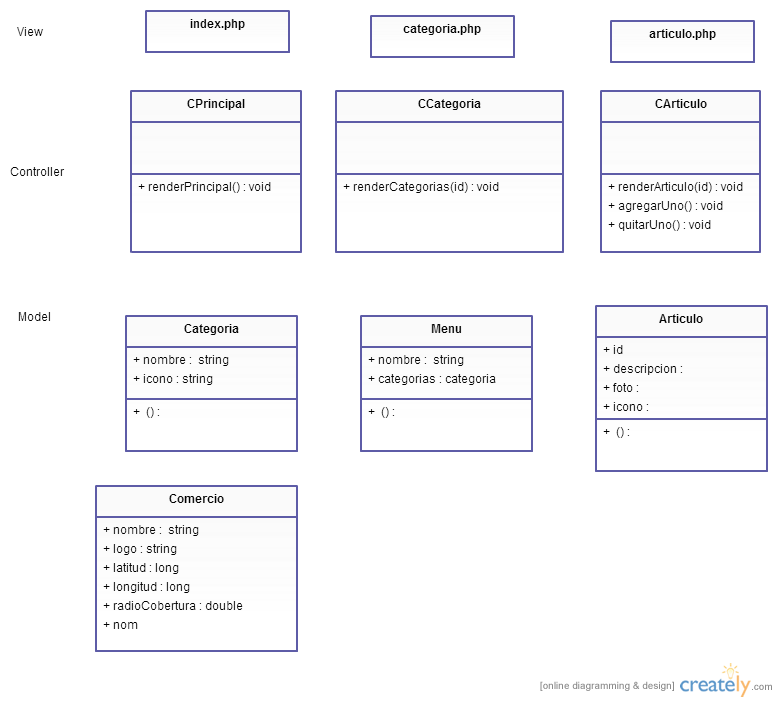 View
index.php
categoria.php
articulo.php
Controller
CPrincipal
+ renderPrincipal() : void
CCategoria
+ renderCategorias(id) : void
CArticulo
+ renderArticulo(id) : void
+ agregarUno() : void
+ quitarUno() : void
Model
Categoria
+ nombre : string
+ icono : string
+ () :
Menu
+ nombre : string
+ categorias : categoria
+ () :
Articulo
+ id
+ descripcion :
+ foto :
+ icono :
+ () :
Comercio
+ nombre : string
+ logo : string
+ latitud : long
+ longitud : long
+ radioCobertura : double
+ nom
[online diagramming & design] creately.com